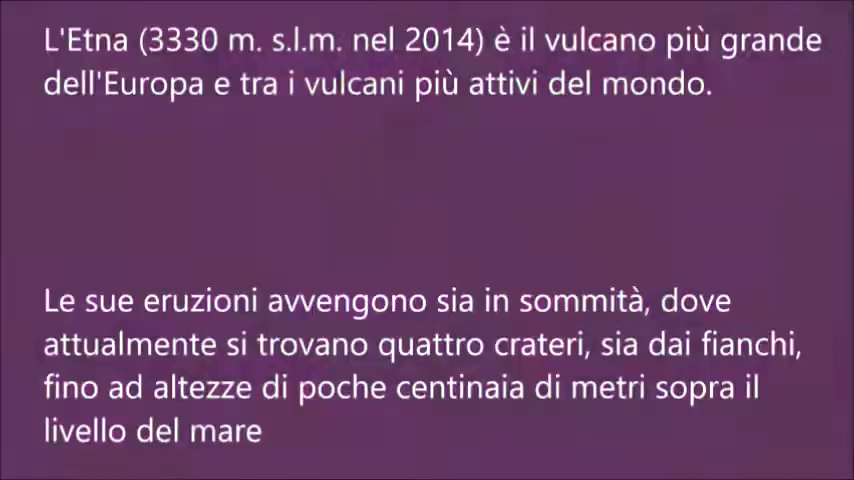 L'Etna (3330 m. s.l.m. nel 2014) è il vulcano più grande
dell'Europa e tra i vulcani più attivi del mondo.
Le sue eruzioni avvengono sia in sommità, dove
attualmente si trovano quattro crateri, sia dai fianchi,
fino ad altezze di poche centinaia di metri sopra il
livello del mare